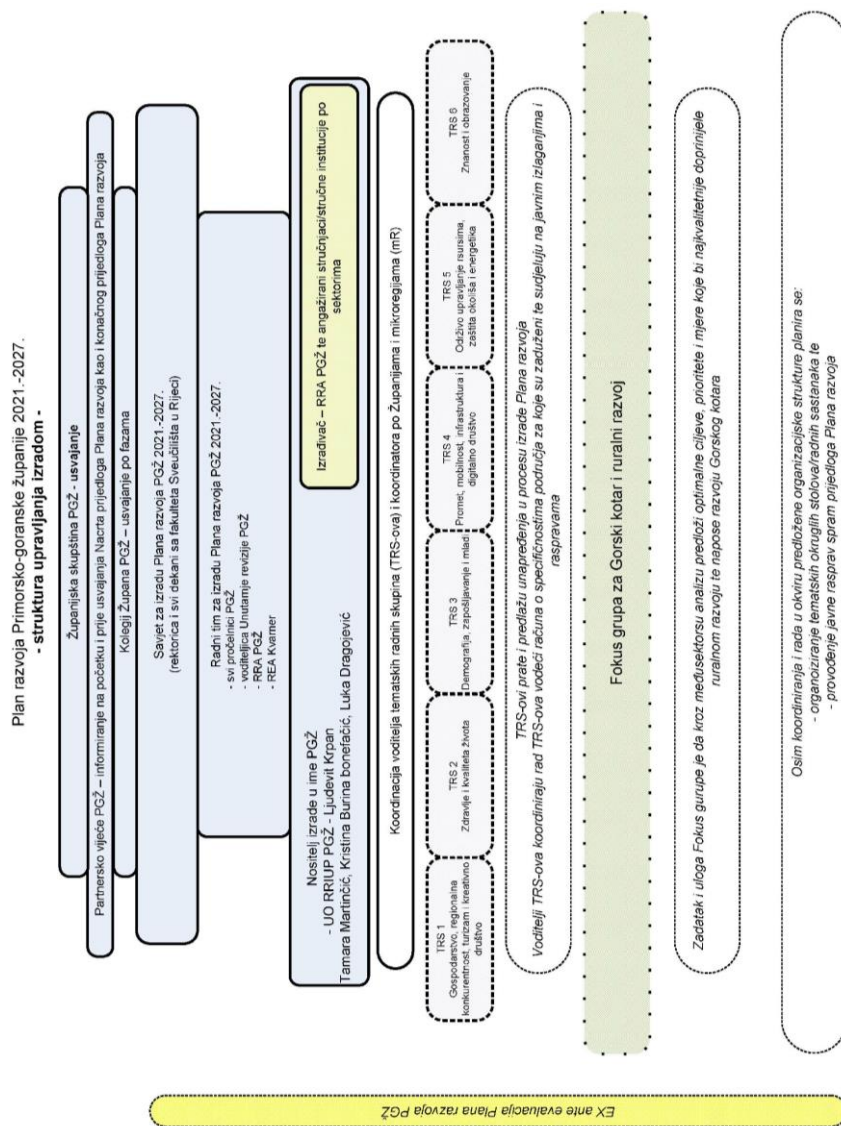 Plan razvoja Primorsko-goranske županije 2021.-2027.
- struktura upravljanja izradom -
Županijska skupština PGŽ - usvajanje
Partnersko vijeće PGŽ – informiranje na početku i prije usvajanja Nacrta prijedloga Plana razvoja kao i konačnog prijedloga Plana razvoja
Kolegij Župana PGŽ – usvajanje po fazama
Savjet za izradu Plana razvoja PGŽ 2021.-2027.
(rektorica i svi dekani sa fakulteta Sveučilišta u Rijeci)
Radni tim za izradu Plana razvoja PGŽ 2021-2027.
- svi pročelnici PGŽ
- voditeljica Unutarnje revizije PGŽ
- RRA PGŽ
- REA Kvarner
Nositelj izrade u ime PGŽ
- UO RRIUP PGŽ - Ljudevit Krpan
Tamara Martinčić, Kristina Burina bonefačić, Luka Dragojević
Izrađivač – RRA PGŽ te angažirani stručnjaci/stručne institucije po
sektorima
Koordinacija voditelja tematskih radnih skupina (TRS-ova) i koordinatora po Županijama i mikroregijama (mR)
TRS 1
Gospodarstvo, regionalna
konkurentnost, turizam i kreativno
društvo
TRS 2
Zdravlje i kvaliteta života
TRS 3
Demografija, zapošljavanje i mladi
TRS 4
Promet, mobilnost, infrastruktura i
digitalno društvo
TRS 5
Održivo upravljanje rsursima,
zaštita okoliša i energetika
TRS 6
Znanost i obrazovanje
TRS-ovi prate i predlažu unapređenja u procesu izrade Plana razvoja
Voditelji TRS-ova koordiniraju rad TRS-ova vodeći računa o specifičnostima područja za koje su zaduženi te sudjeluju na javnim izlaganjima i
raspravama
Fokus grupa za Gorski kotar i ruralni razvoj
Zadatak i uloga Fokus gurupe je da kroz međusektorsu analizu predloži optimalne ciljeve, prioritete i mjere koje bi najkvalitetnije doprinijele
ruralnom razvoju te napose razvoju Gorskog kotara
Osim koordiniranja i rada u okviru predložene organizacijske strukture planira se:
- organoiziranje tematskih okruglih stolova/radnih sastanaka te
- provođenje javne rasprav spram prijedloga Plana razvoja
EX ante evaluacija Plana razvoja PGŽ